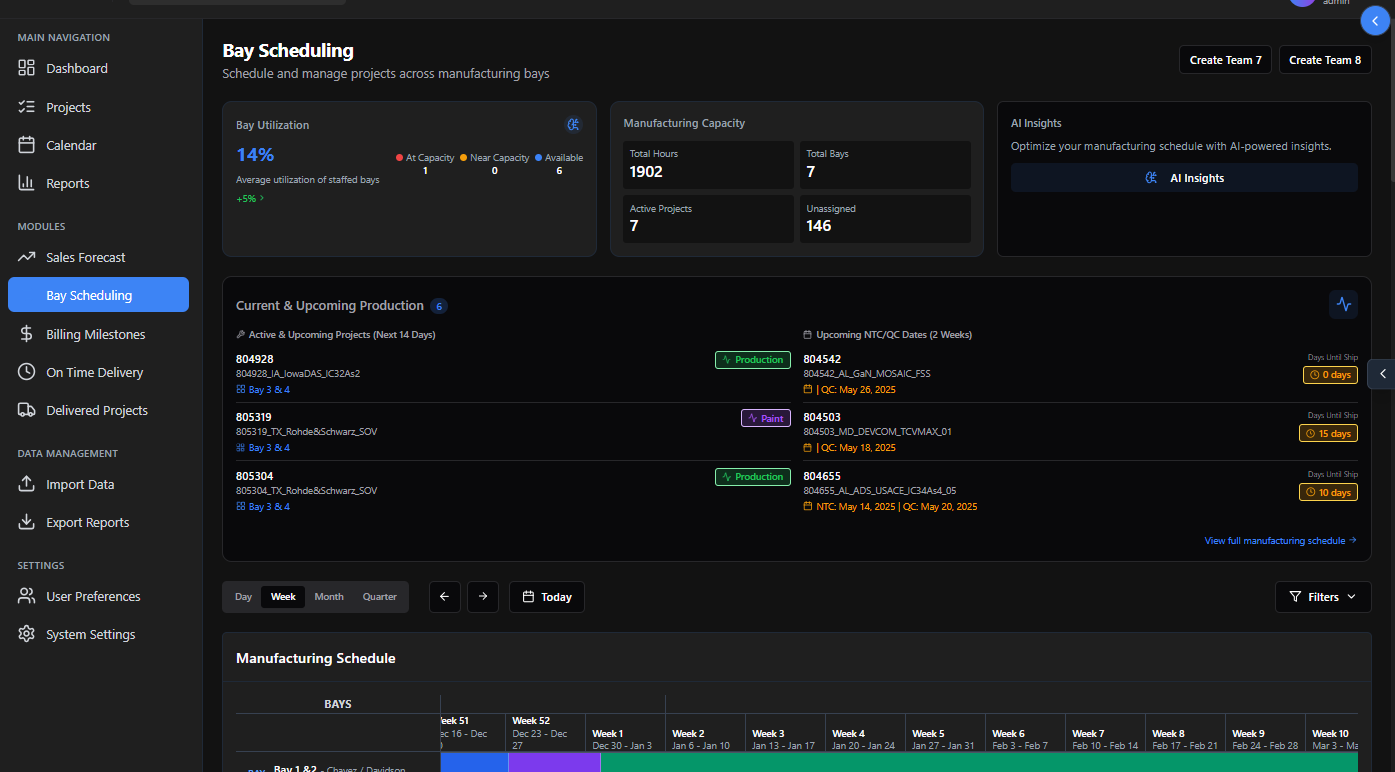 admin
MAIN NAVIGATION
Dashboard
Projects
Calendar
Reports
MODULES
Sales Forecast
Bay Scheduling
Billing Milestones
On Time Delivery
Delivered Projects
DATA MANAGEMENT
Import Data
Export Reports
SETTINGS
User Preferences
System Settings
Bay Scheduling
Schedule and manage projects across manufacturing bays
Create Team 7
Create Team 8
Bay Utilization
14%
Average utilization of staffed bays
+5%
At Capacity
1
Near Capacity
0
Available
6
Manufacturing Capacity
Total Hours
1902
Total Bays
7
Active Projects
7
Unassigned
146
AI Insights
Optimize your manufacturing schedule with AI-powered insights.
AI Insights
Current & Upcoming Production 6
Active & Upcoming Projects (Next 14 Days)
804928
804928_IA_IowaDAS_IC32As2
Bay 3 & 4
Production
805319
805319_TX_Rohde&Schwarz_SOV
Bay 3 & 4
Paint
805304
805304_TX_Rohde&Schwarz_SOV
Bay 3 & 4
Production
Upcoming NTC/QC Dates (2 Weeks)
804542
804542_AL_GaN_MOSAIC_FSS
| QC: May 26, 2025
Days Until Ship
0 days
804503
804503_MD_DEVCOM_TCVMAX_01
| QC: May 18, 2025
Days Until Ship
15 days
804655
804655_AL_ADS_USACE_IC34As4_05
NTC: May 14, 2025 | QC: May 20, 2025
Days Until Ship
10 days
View full manufacturing schedule
Day Week Month Quarter
Today
Filters
Manufacturing Schedule
BAYS
eek 51
ec 16 - Dec
Week 52
Dec 23 - Dec
27
Week 1
Dec 30 - Jan 3
Week 2
Jan 6 - Jan 10
Week 3
Jan 13 - Jan 17
Week 4
Jan 20 - Jan 24
Week 5
Jan 27 - Jan 31
Week 6
Feb 3 - Feb 7
Week 7
Feb 10 - Feb 14
Week 8
Feb 17 - Feb 21
Week 9
Feb 24 - Feb 28
Week 10
Mar 3 - Ma
BAY
Bay 1&2 - Chavez / Davidson